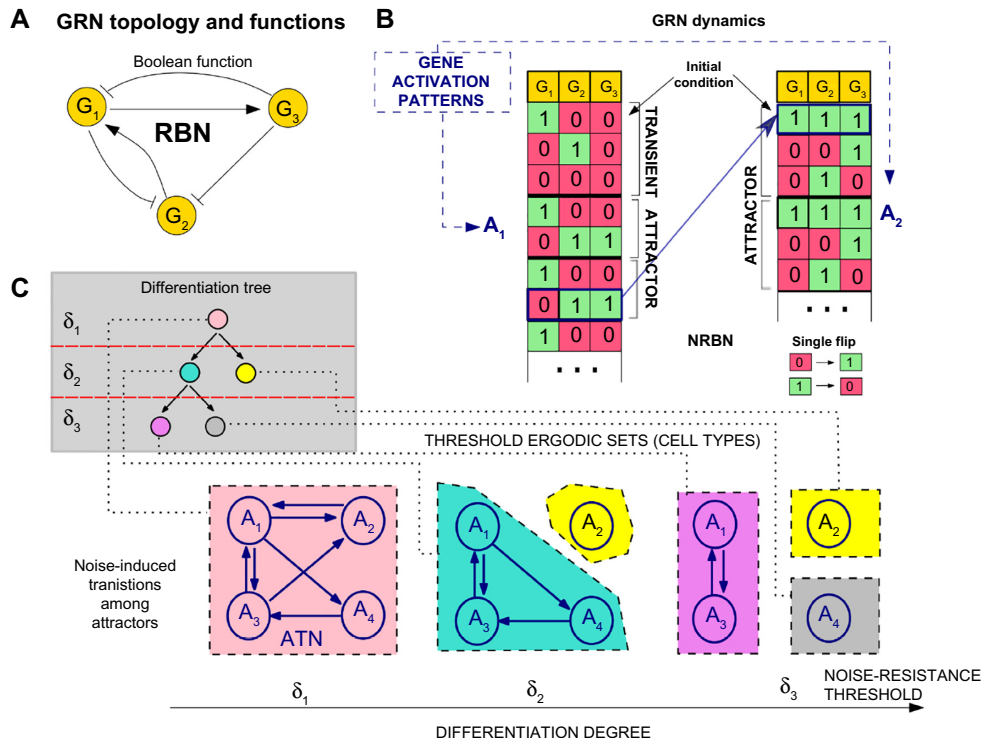 A
GRN topology and functions
Boolean function
G1
G3
RBN
G2
B
GRN dynamics
GENE
ACTIVATION
PATTERNS
Initial
condition
G1 G2 G3
1 0 0
0 1 0
0 0 0
1 0 0
0 1 1
1 0 0
0 1 1
1 0 0
...
TRANSIENT
ATTRACTOR
A1
G1 G2 G3
1 1 1
0 0 1
0 1 0
1 1 1
0 0 1
0 1 0
...
ATTRACTOR
A2
NRBN
Single flip
0 1
1 0
C
Differentiation tree
δ1
δ2
δ3
THRESHOLD ERGODIC SETS (CELL TYPES)
Noise-induced
tranistions
among
attractors
A1 A2
A3 A4
ATN
A1 A2
A3 A4
A1
A3
A2
A4
δ1 δ2 δ3
NOISE-RESISTANCE
THRESHOLD
DIFFERENTIATION DEGREE